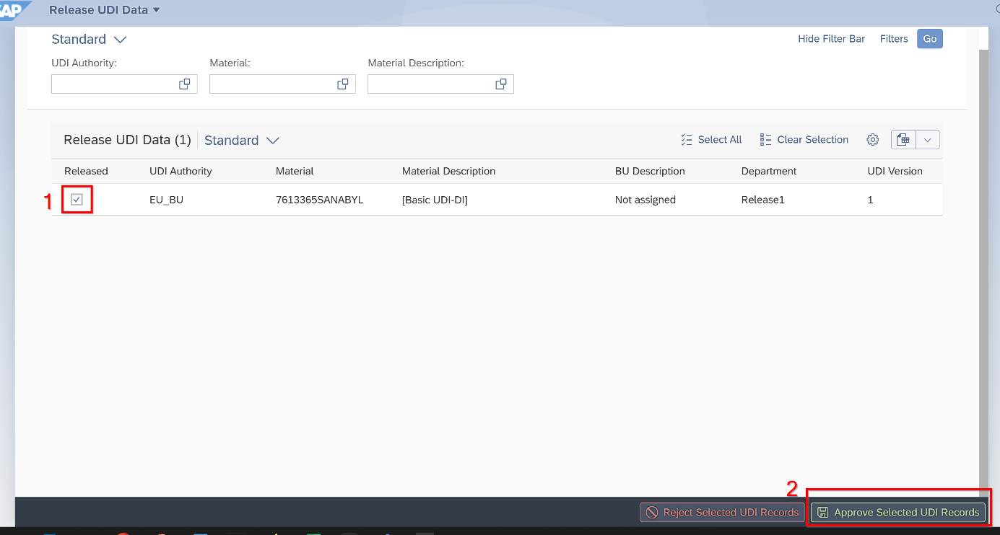 SAP Release UDI Data
Standard
Hide Filter Bar Filters Go
UDI Authority: Material: Material Description:
Release UDI Data (1) Standard Select All Clear Selection
Released UDI Authority Material Material Description BU Description Department UDI Version
1 EU_BU 7613365SANABYL [Basic UDI-DI] Not assigned Release1 1
2
Reject Selected UDI Records Approve Selected UDI Records